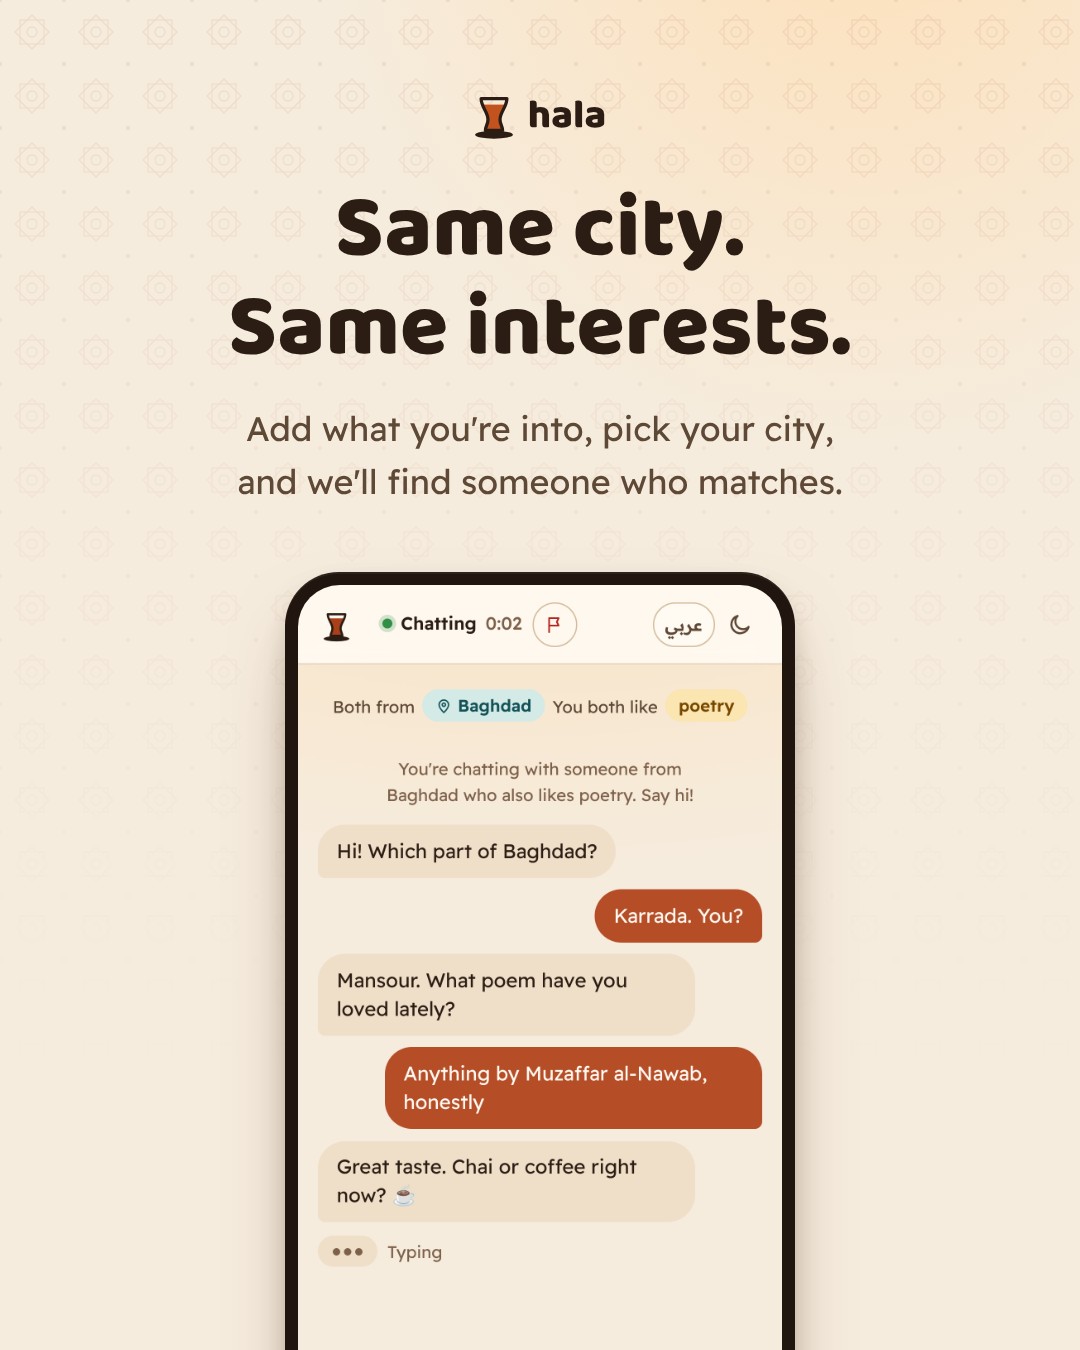 hala
Same city.
Same interests.
Add what you're into, pick your city,
and we'll find someone who matches.
Chatting 0:02 عربي
Both from Baghdad You both like poetry
You're chatting with someone from
Baghdad who also likes poetry. Say hi!
Hi! Which part of Baghdad?
Karrada. You?
Mansour. What poem have you
loved lately?
Anything by Muzaffar al-Nawab,
honestly
Great taste. Chai or coffee right
now? ☕
Typing